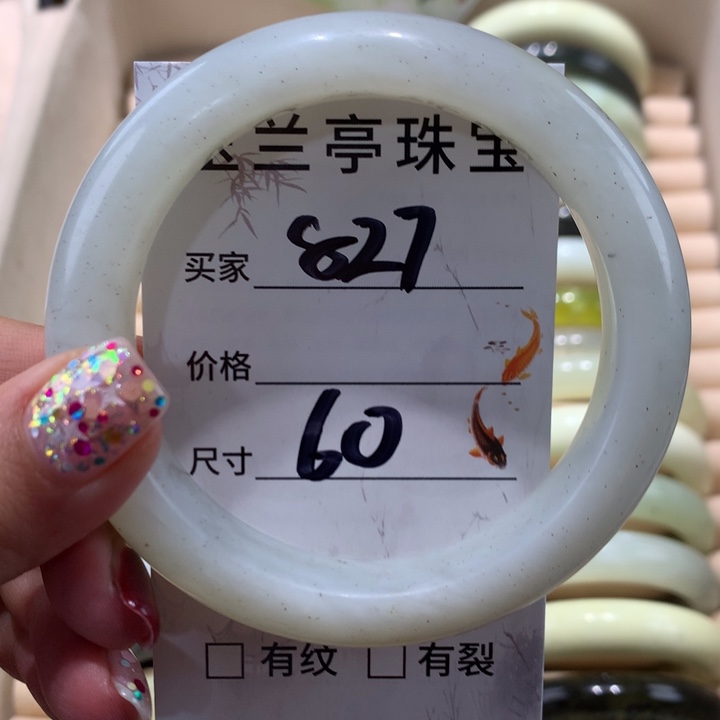 兰亭珠宝
买家 827
价格
尺寸 60
□ 有纹 □ 有裂